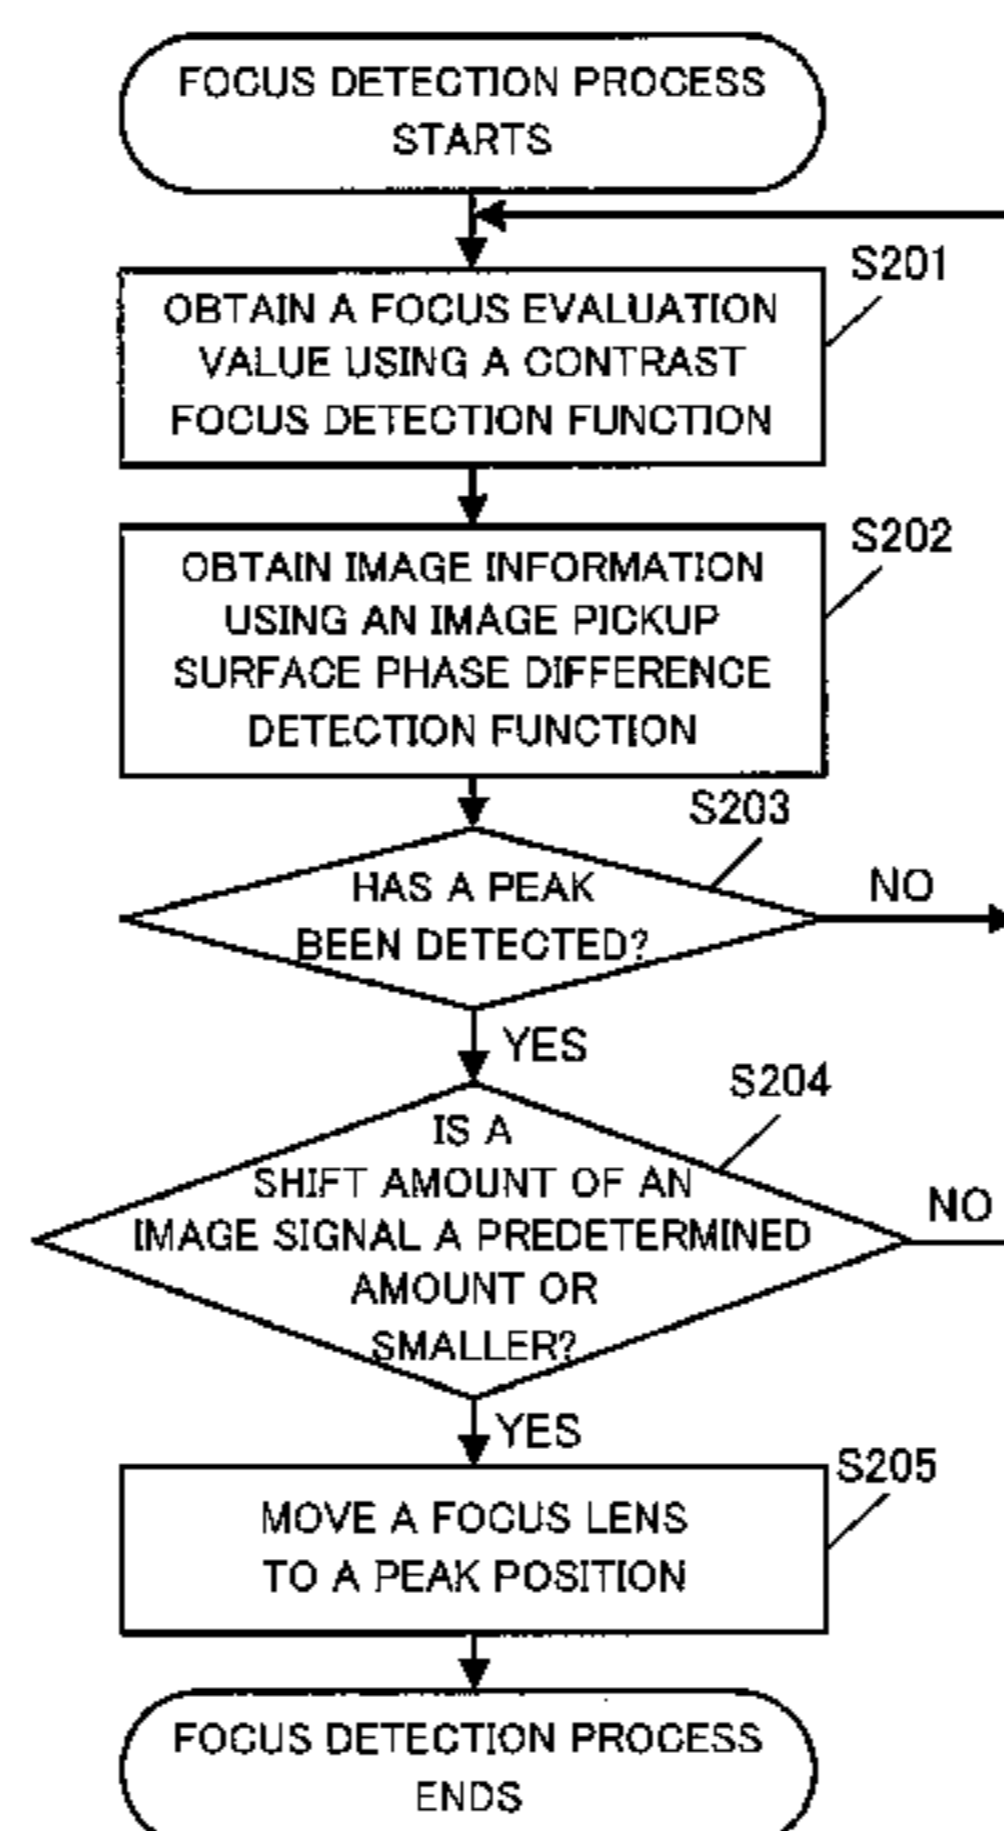 FOCUS DETECTION PROCESS
STARTS
S201
OBTAIN A FOCUS EVALUATION
VALUE USING A CONTRAST
FOCUS DETECTION FUNCTION
S202
OBTAIN IMAGE INFORMATION
USING AN IMAGE PICKUP
SURFACE PHASE DIFFERENCE
DETECTION FUNCTION
S203
HAS A PEAK
BEEN DETECTED?
NO
YES
S204
IS A
SHIFT AMOUNT OF AN
IMAGE SIGNAL A PREDETERMINED
AMOUNT OR
SMALLER?
NO
YES
S205
MOVE A FOCUS LENS
TO A PEAK POSITION
FOCUS DETECTION PROCESS
ENDS